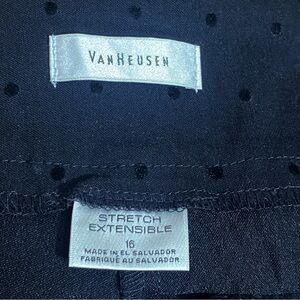 VANHEUSEN
STRETCH
EXTENSIBLE
16
MADE IN EL SALVADOR
FABRIQUÉ AU SALVADOR